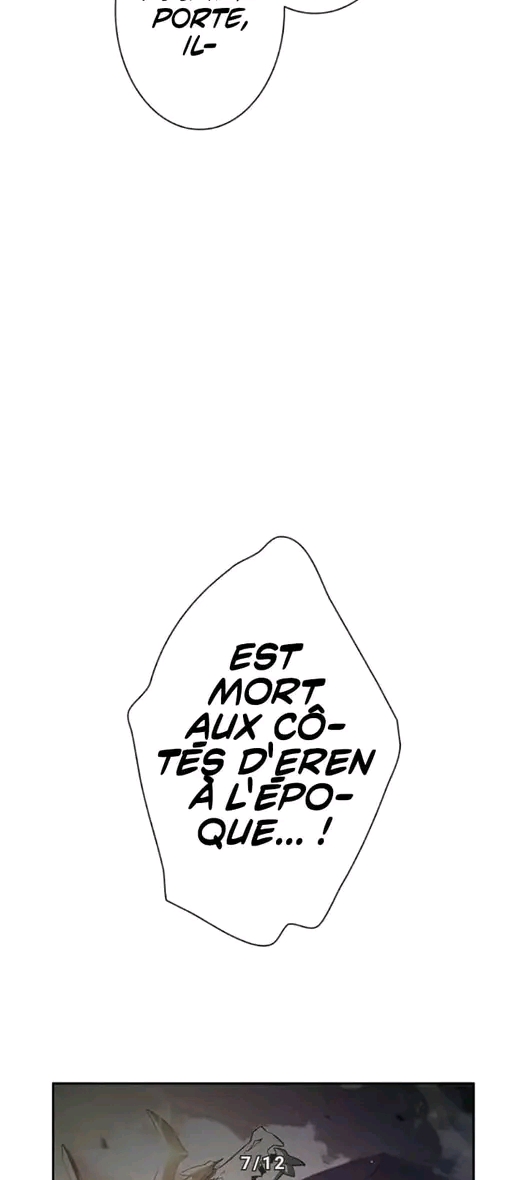 PORTE,
IL-
EST
MORT
AUX CÔ-
TÉS D'EREN
À L'ÉPO-
QUE... !
7/12